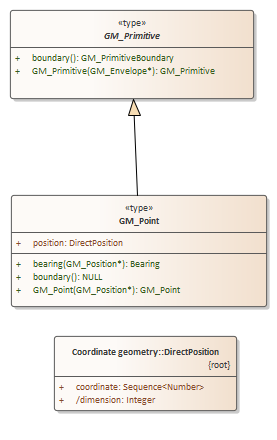 «type»
GM_Primitive
+ boundary(): GM_PrimitiveBoundary
+ GM_Primitive(GM_Envelope*): GM_Primitive
«type»
GM_Point
+ position: DirectPosition
+ bearing(GM_Position*): Bearing
+ boundary(): NULL
+ GM_Point(GM_Position*): GM_Point
Coordinate geometry::DirectPosition
{root}
+ coordinate: Sequence<Number>
+ /dimension: Integer